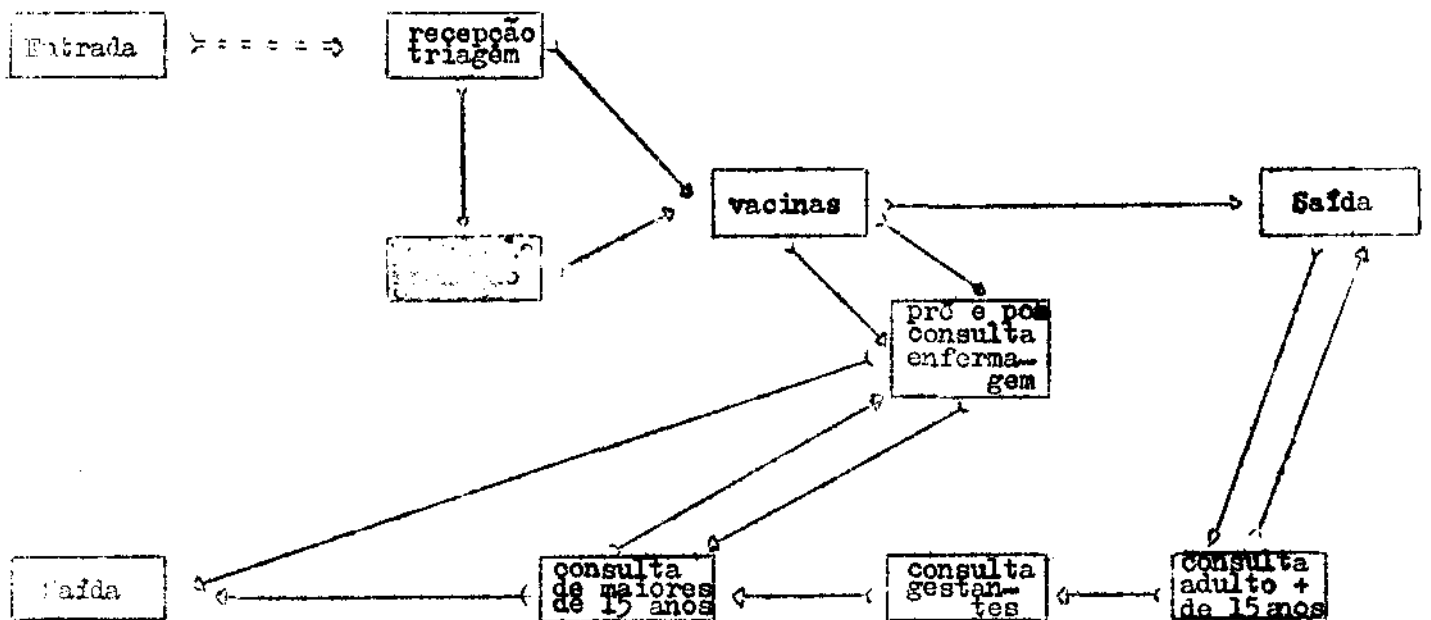 Entrada
recepção
triagém
vacinas
Saída
pré e pos
consulta
enferma-
gem
Saída
consulta
de maiores
de 15 anos
consulta
gestan-
tes
consulta
adulto +
de 15 anos